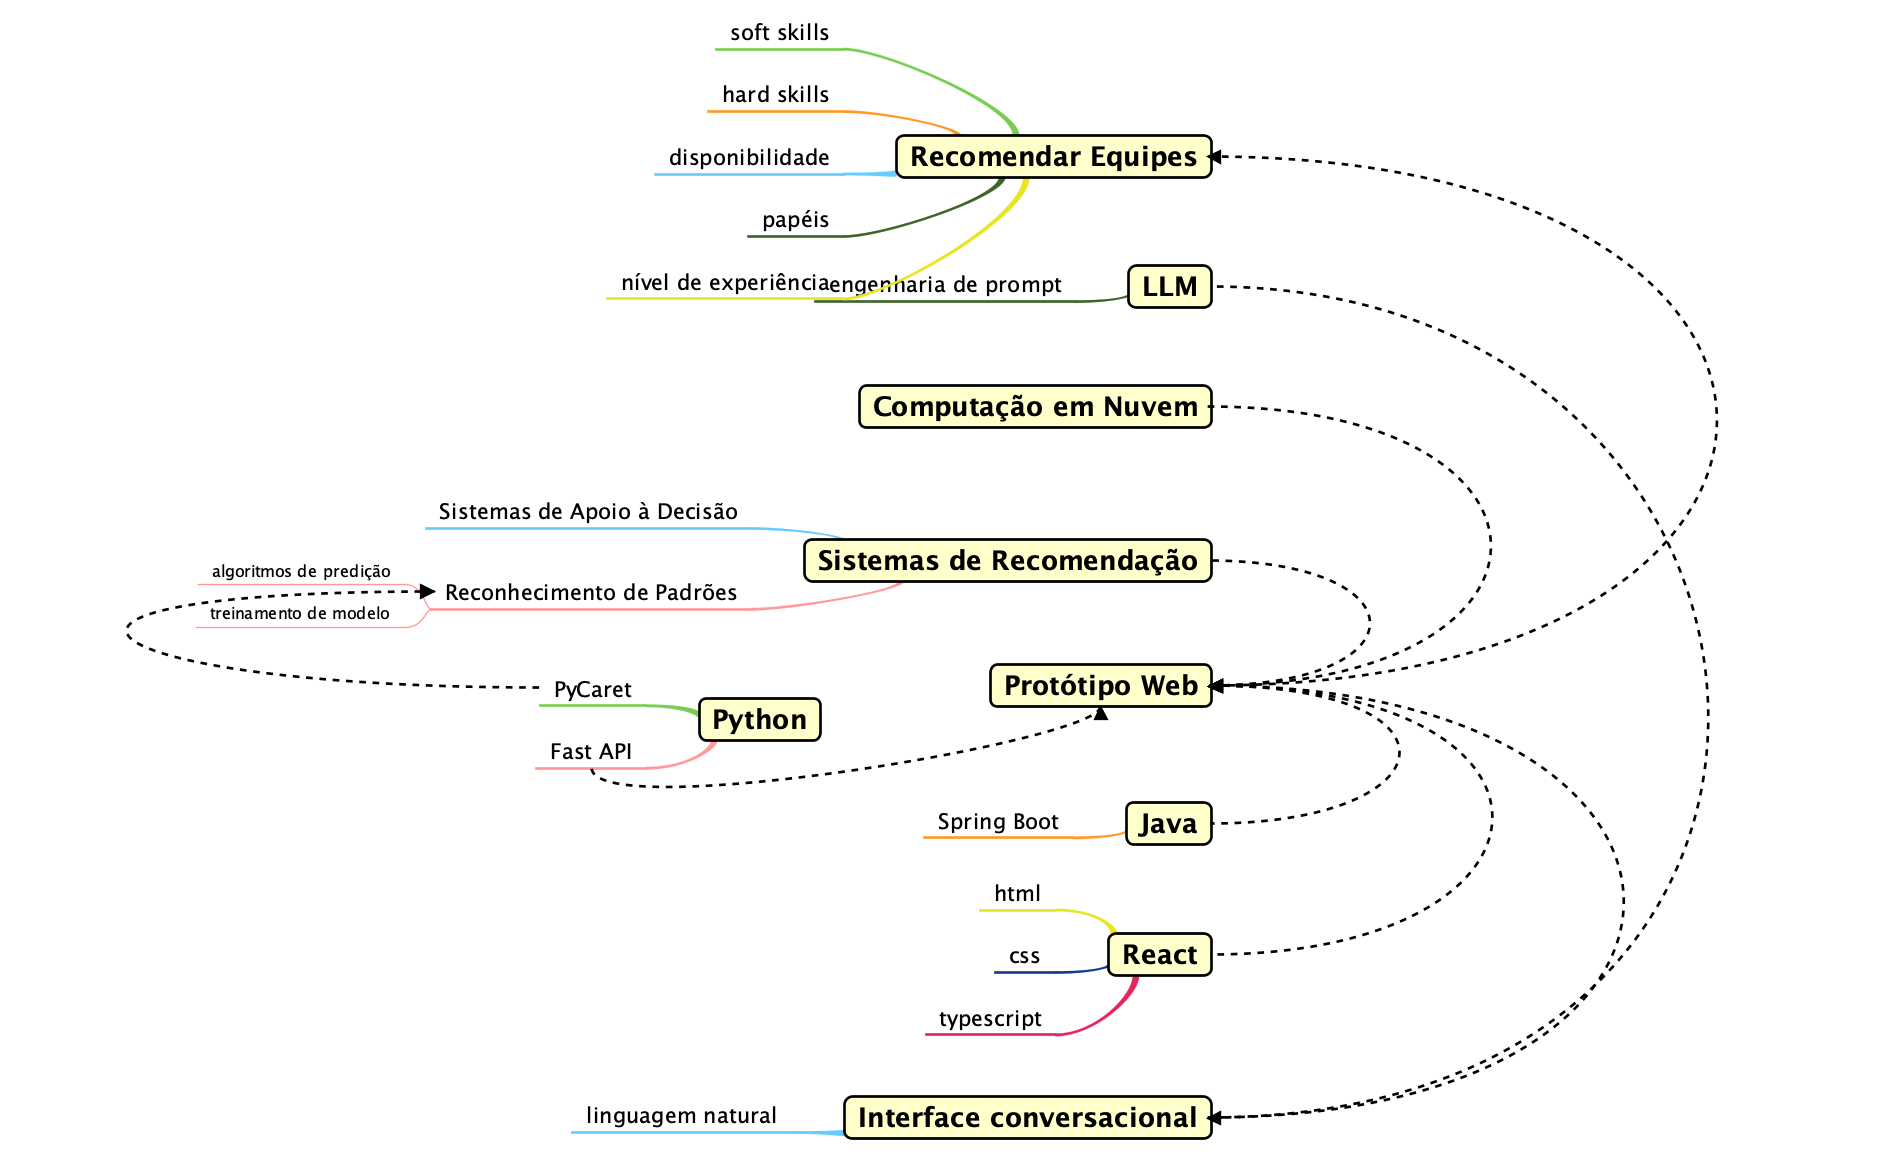 soft skills
hard skills
Recomendar Equipes
disponibilidade
papéis
nível de experiência
engenharia de prompt
LLM
Computação em Nuvem
Sistemas de Apoio à Decisão
Sistemas de Recomendação
algoritmos de predição
Reconhecimento de Padrões
treinamento de modelo
Protótipo Web
PyCaret
Python
Fast API
Spring Boot
Java
html
React
css
typescript
linguagem natural
Interface conversacional